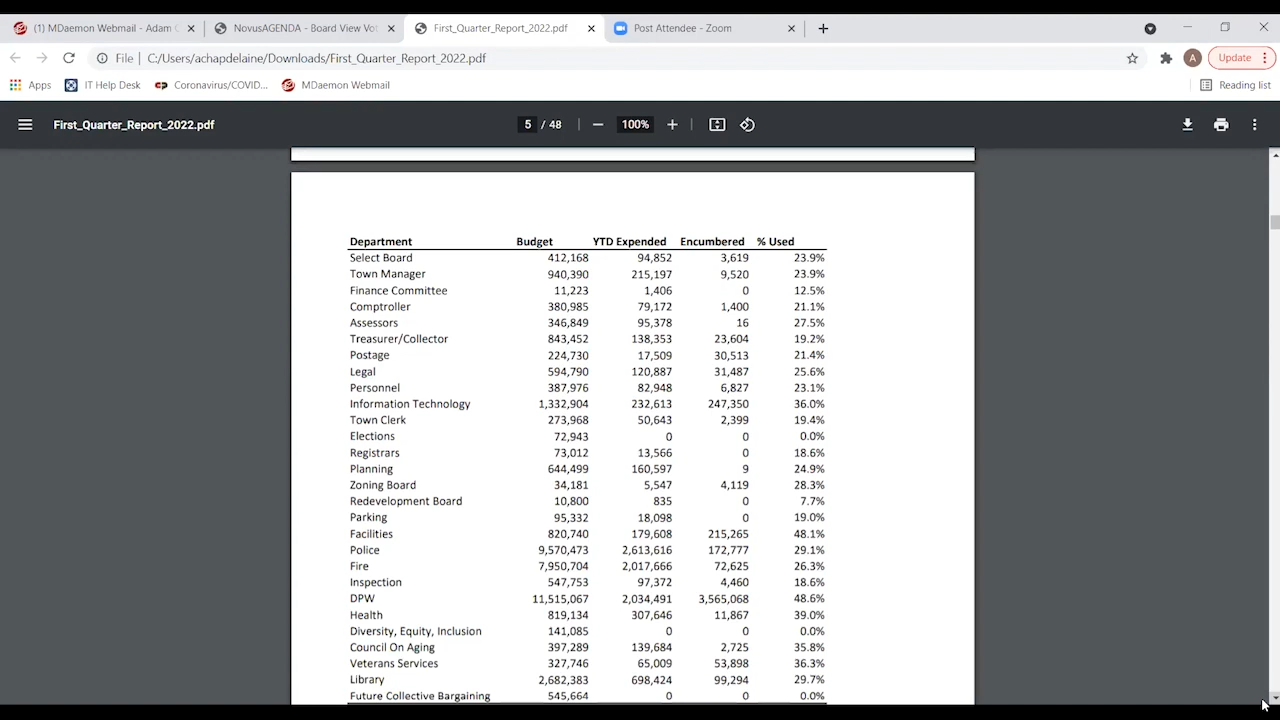 (1) MDaemon Webmail - Adam C
NovusAGENDA - Board View Vo
First_Quarter_Report_2022.pdf
Post Attendee - Zoom
File | C:/Users/achapdelaine/Downloads/First_Quarter_Report_2022.pdf
A
Update
Apps
IT Help Desk
Coronavirus/COVID...
MDaemon Webmail
Reading list
First_Quarter_Report_2022.pdf
5 / 48
100%
Department Budget YTD Expended Encumbered % Used
Select Board 412,168 94,852 3,619 23.9%
Town Manager 940,390 215,197 9,520 23.9%
Finance Committee 11,223 1,406 0 12.5%
Comptroller 380,985 79,172 1,400 21.1%
Assessors 346,849 95,378 16 27.5%
Treasurer/Collector 843,452 138,353 23,604 19.2%
Postage 224,730 17,509 30,513 21.4%
Legal 594,790 120,887 31,487 25.6%
Personnel 387,976 82,948 6,827 23.1%
Information Technology 1,332,904 232,613 247,350 36.0%
Town Clerk 273,968 50,643 2,399 19.4%
Elections 72,943 0 0 0.0%
Registrars 73,012 13,566 0 18.6%
Planning 644,499 160,597 9 24.9%
Zoning Board 34,181 5,547 4,119 28.3%
Redevelopment Board 10,800 835 0 7.7%
Parking 95,332 18,098 0 19.0%
Facilities 820,740 179,608 215,265 48.1%
Police 9,570,473 2,613,616 172,777 29.1%
Fire 7,950,704 2,017,666 72,625 26.3%
Inspection 547,753 97,372 4,460 18.6%
DPW 11,515,067 2,034,491 3,565,068 48.6%
Health 819,134 307,646 11,867 39.0%
Diversity, Equity, Inclusion 141,085 0 0 0.0%
Council On Aging 397,289 139,684 2,725 35.8%
Veterans Services 327,746 65,009 53,898 36.3%
Library 2,682,383 698,424 99,294 29.7%
Future Collective Bargaining 545,664 0 0 0.0%